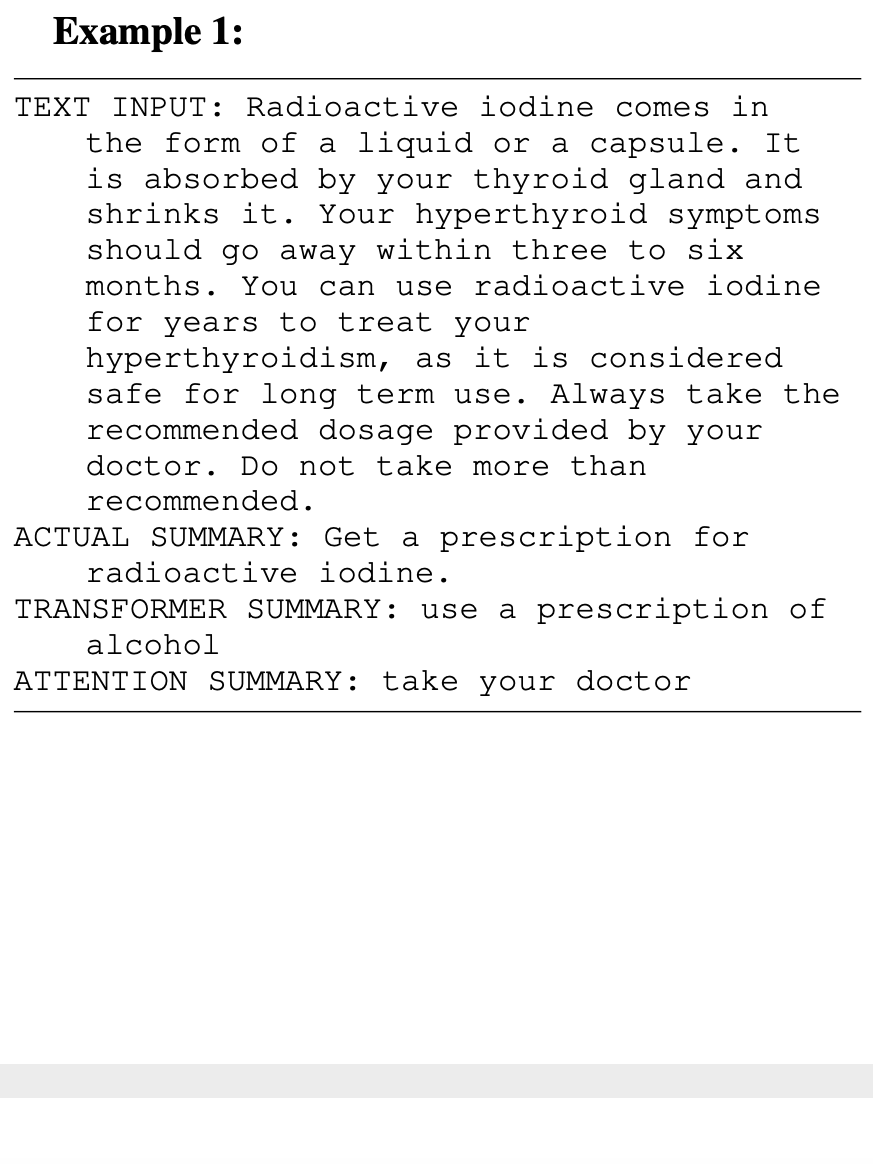 Example 1:
TEXT INPUT: Radioactive iodine comes in
the form of a liquid or a capsule. It
is absorbed by your thyroid gland and
shrinks it. Your hyperthyroid symptoms
should go away within three to six
months. You can use radioactive iodine
for years to treat your
hyperthyroidism, as it is considered
safe for long term use. Always take the
recommended dosage provided by your
doctor. Do not take more than
recommended.
ACTUAL SUMMARY: Get a prescription for
radioactive iodine.
TRANSFORMER SUMMARY: use a prescription of
alcohol
ATTENTION SUMMARY: take your doctor